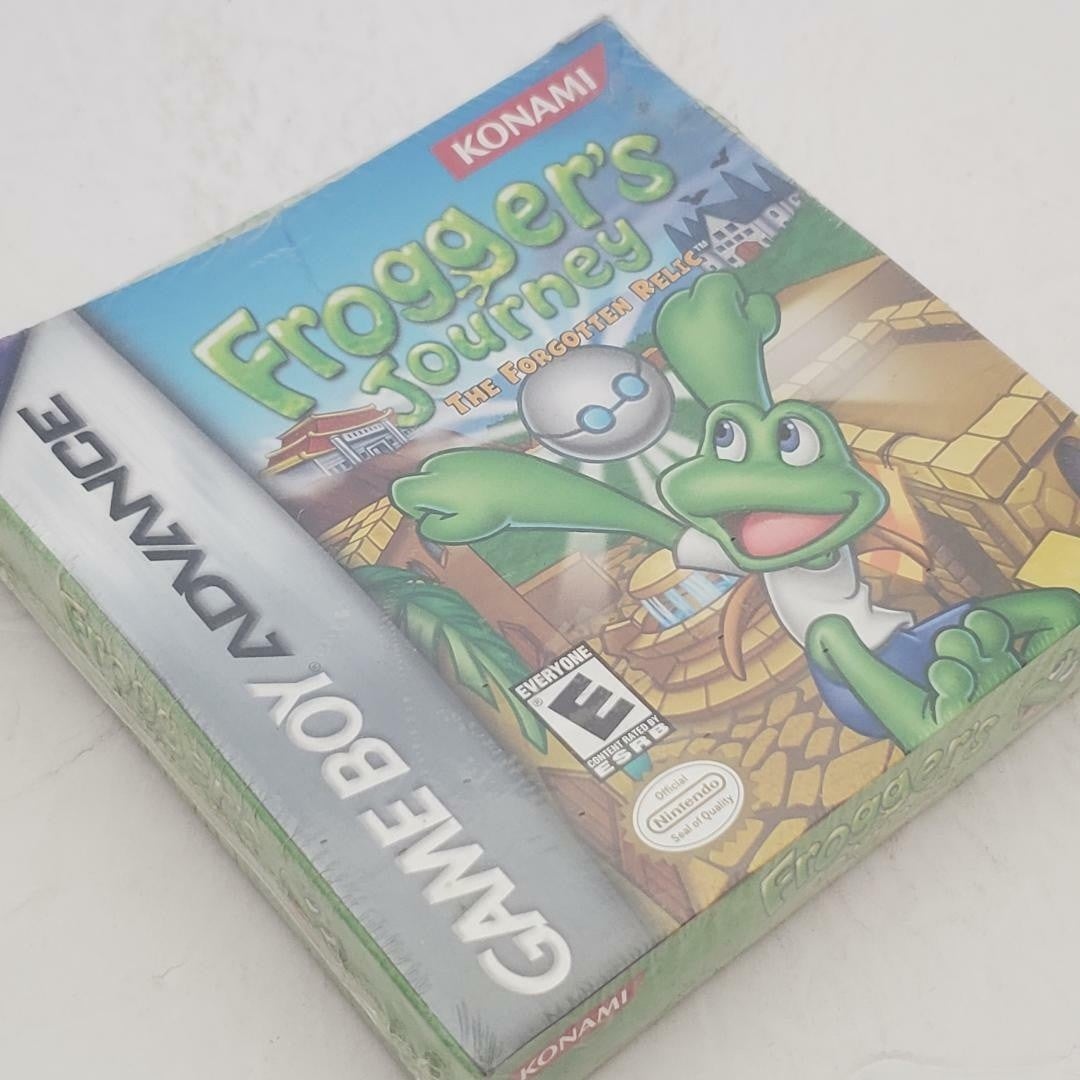 KONAMI
Frogger's
Journey
THE FORGOTTEN RELIC™
GAME BOY ADVANCE
®
EVERYONE
E
®
CONTENT RATED BY
ESRB
Official
Nintendo
Seal of Quality
Frogger's
KONAMI